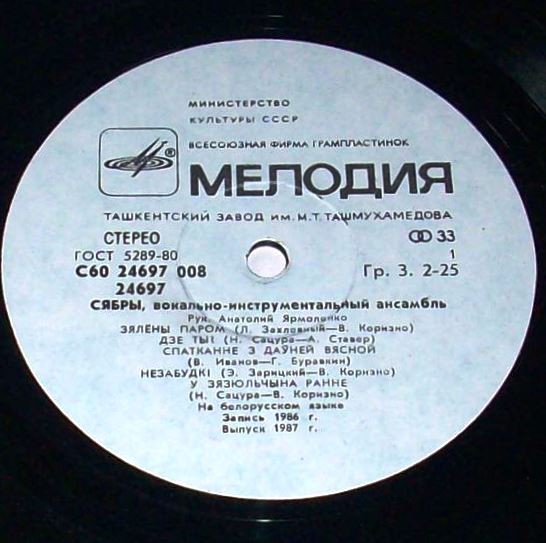 МИНИСТЕРСТВО
КУЛЬТУРЫ СССР
ВСЕСОЮЗНАЯ ФИРМА ГРАМПЛАСТИНОК
®
МЕЛОДИЯ
ТАШКЕНТСКИЙ ЗАВОД ИМ. М.Т. ТАШМУХАМЕДОВА
СТЕРЕО 33
ГОСТ 5289-80 1
С60 24697 008 Гр. 3. 2-25
24697
СЯБРЫ, вокально-инструментальный ансамбль
Рук. Анатолий Ярмоленко
ЗЯЛЁНЫ ПАРОМ (Л. Захлевный—В. Коризно)
ДЗЕ ТЫ? (Н. Сацура—А. Ставер)
СПАТКАННЕ З ДАЎНЕЙ ВЯСНОЙ
(В. Иванов—Г. Буравкин)
НЕЗАБУДКІ (Э. Зарицкий—В. Коризно)
У ЗЯЗЮЛЬЧЫНА РАННЕ
(Н. Сацура—В. Коризно)
На белорусском языке
Запись 1986 г.
Выпуск 1987 г.